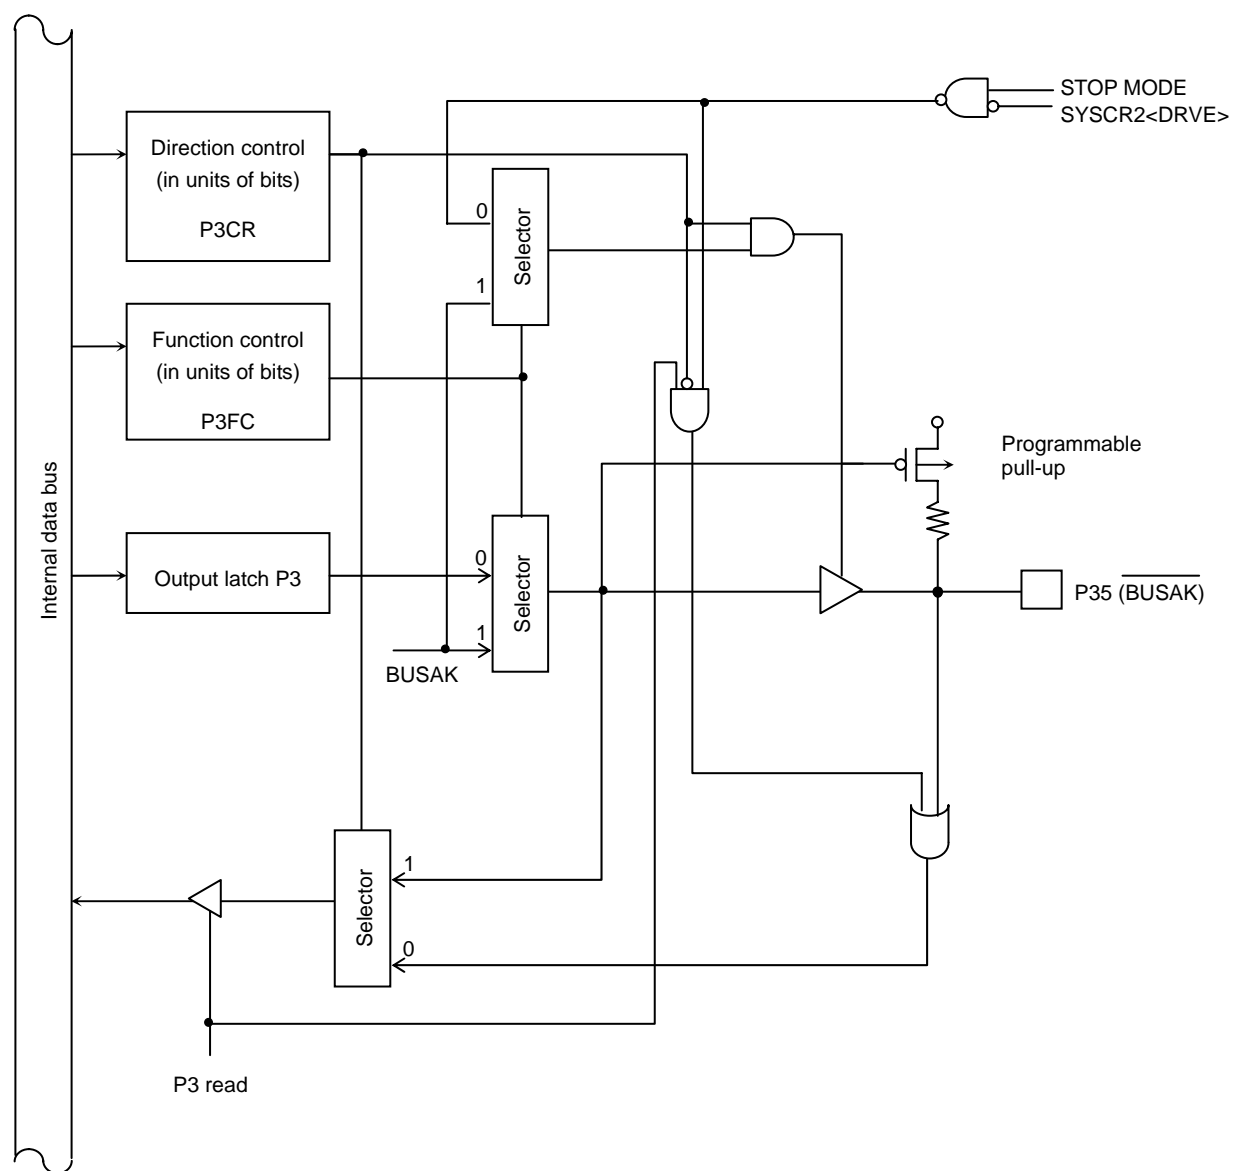 STOP MODE
SYSCR2<DRVE>
Direction control
(in units of bits)
P3CR
0
Selector
1
Function control
(in units of bits)
P3FC
Programmable
pull-up
Internal data bus
Output latch P3
0
Selector
1
BUSAK
P35 (BUSAK)
1
Selector
0
P3 read